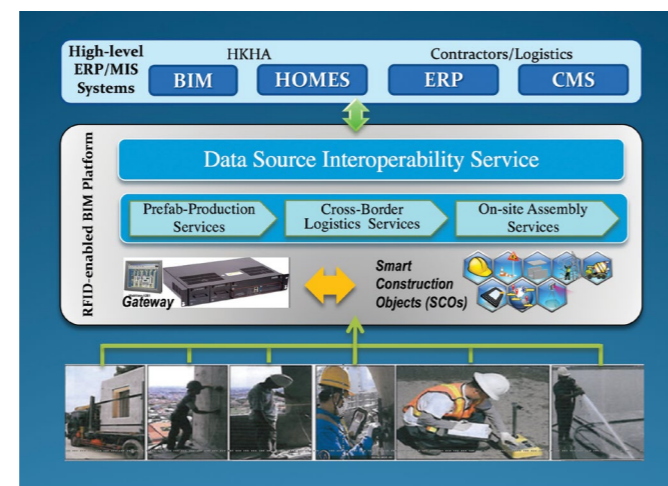 High-level
ERP/MIS
Systems
HKHA
Contractors/Logistics
BIM
HOMES
ERP
CMS
RFID-enabled BIM Platform
Data Source Interoperability Service
Prefab-Production
Services
Cross-Border
Logistics Services
On-site Assembly
Services
Gateway
Smart
Construction
Objects (SCOs)